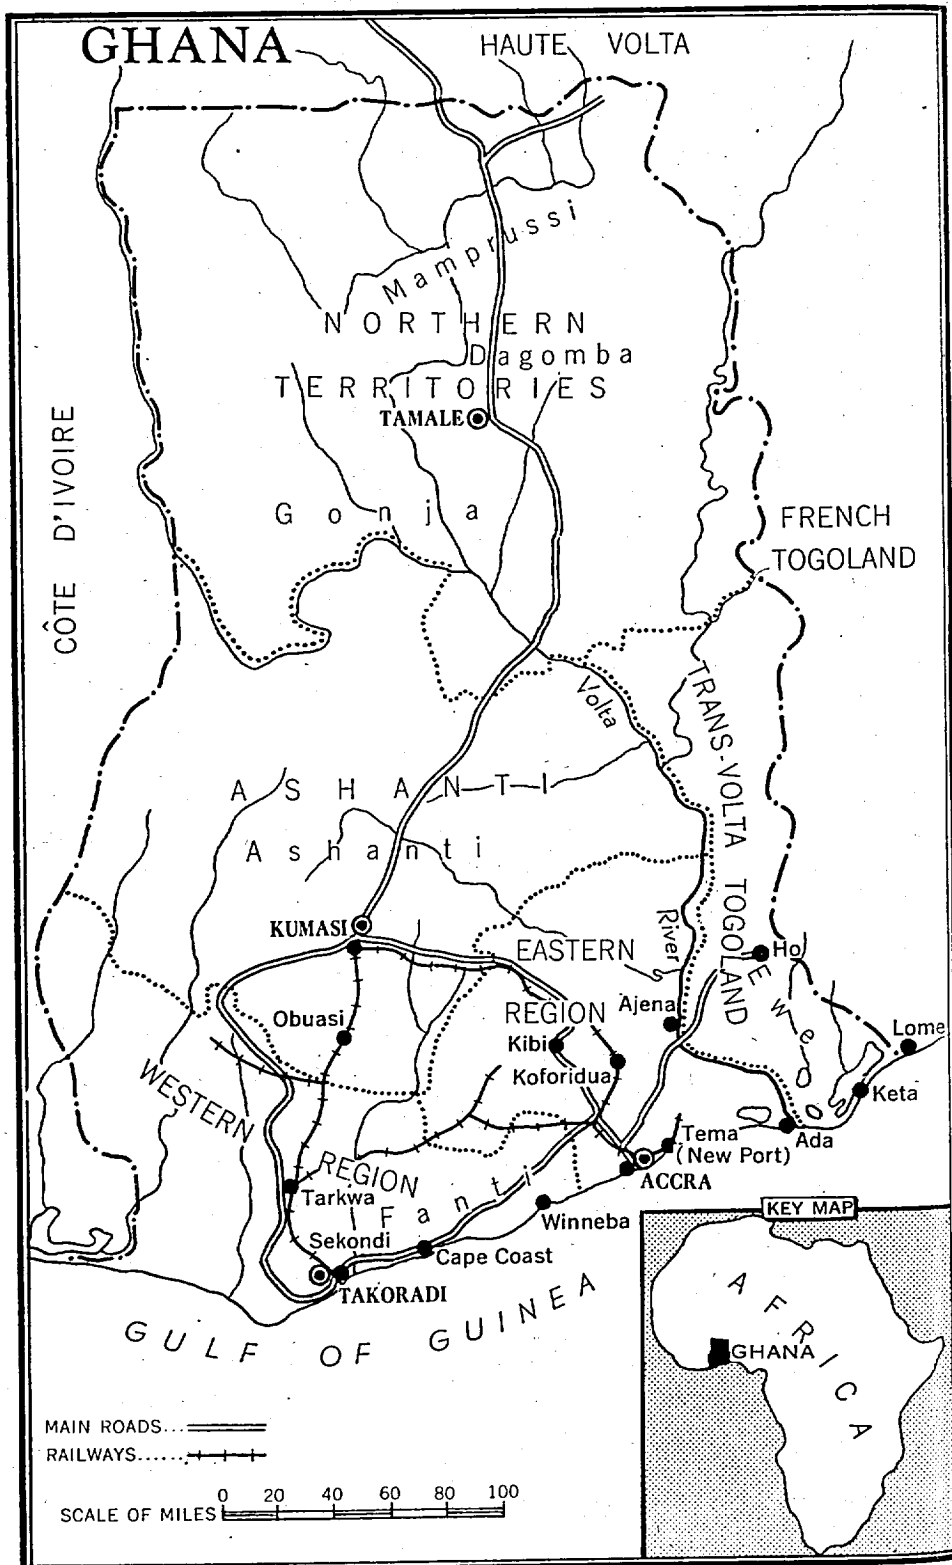 GHANA
HAUTE VOLTA
Mamprussi
NORTHERN
Dagomba
TERRITORIES
TAMALE
CÔTE D'IVOIRE
Gonja
FRENCH
TOGOLAND
Volta
TRANS-VOLTA TOGOLAND
ASHANTI
Ashanti
KUMASI
EASTERN
River
Ho
Ewe
REGION
Ajena
Obuasi
Kibi
Lome
Koforidua
WESTERN
Keta
Tema
(New Port)
Ada
REGION
ACCRA
Tarkwa
Fanti
Winneba
Sekondi
Cape Coast
TAKORADI
GULF OF GUINEA
KEY MAP
AFRICA
GHANA
MAIN ROADS...
RAILWAYS......
0 20 40 60 80 100
SCALE OF MILES